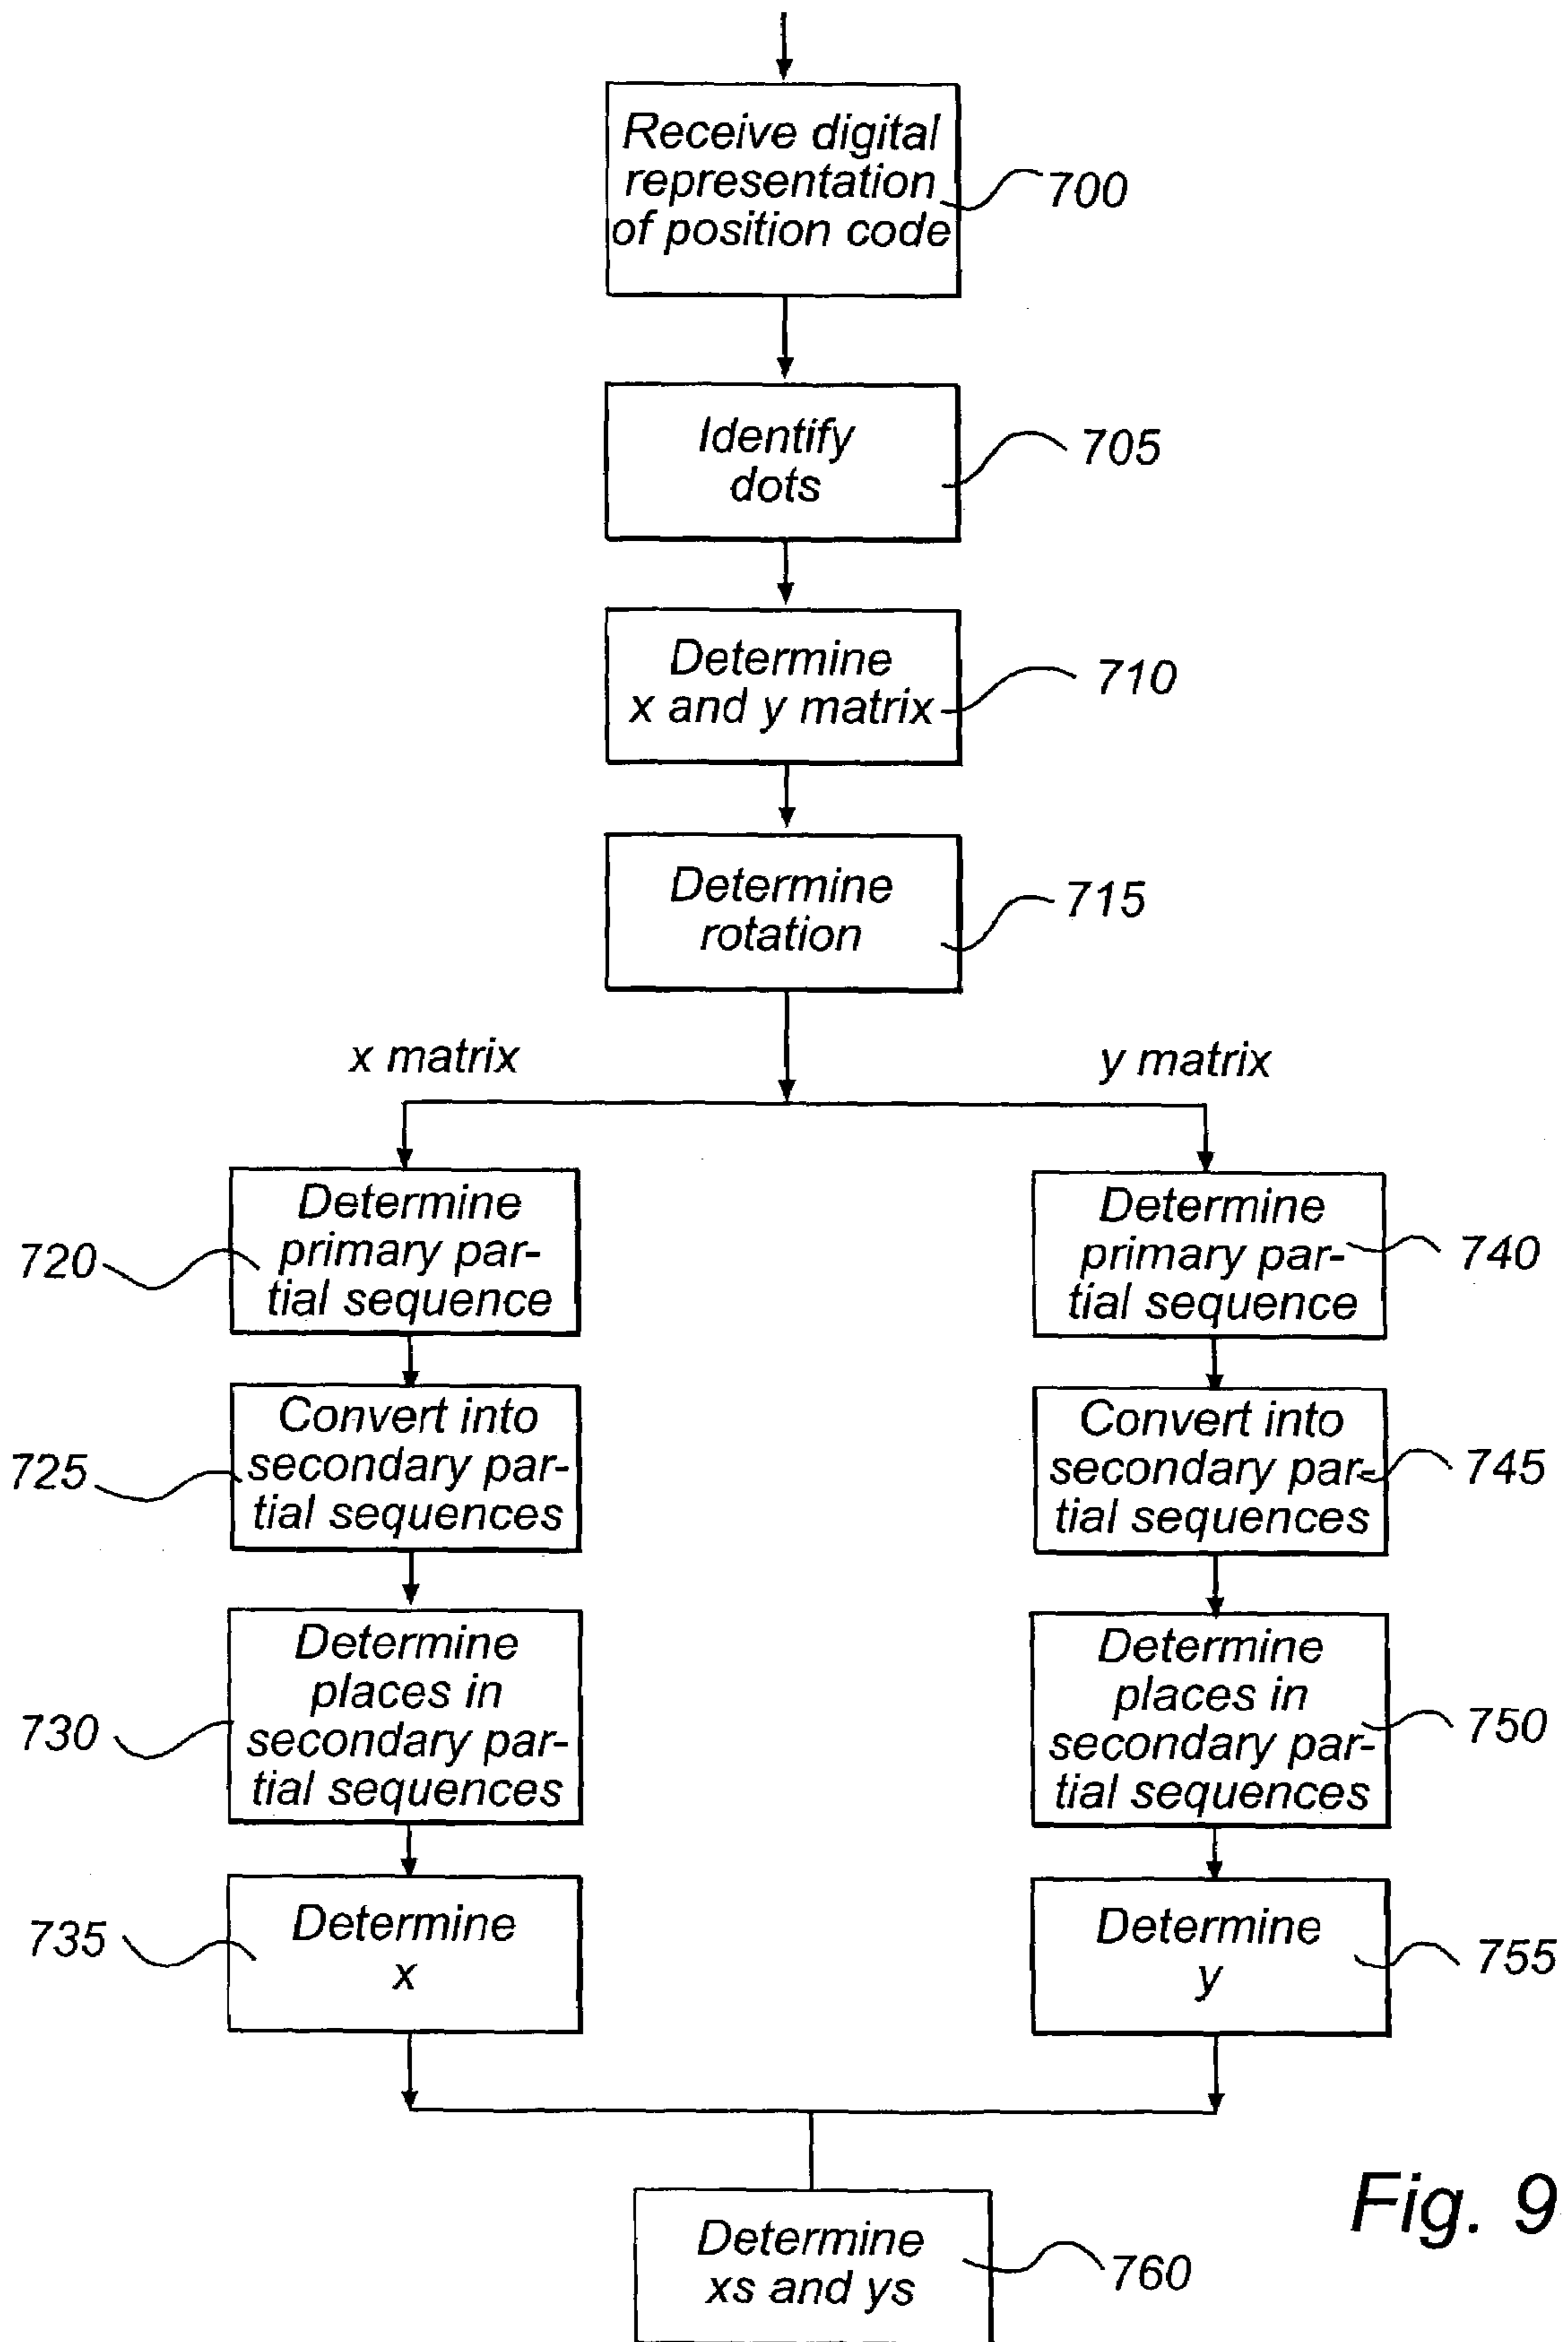 Receive digital
representation
of position code
700
Identify
dots
705
Determine
x and y matrix
710
Determine
rotation
715
x matrix
y matrix
Determine
primary par-
tial sequence
720
Determine
primary par-
tial sequence
740
Convert into
secondary par-
tial sequences
725
Convert into
secondary par-
tial sequences
745
Determine
places in
secondary par-
tial sequences
730
Determine
places in
secondary par-
tial sequences
750
Determine
x
735
Determine
y
755
Determine
xs and ys
760
Fig. 9